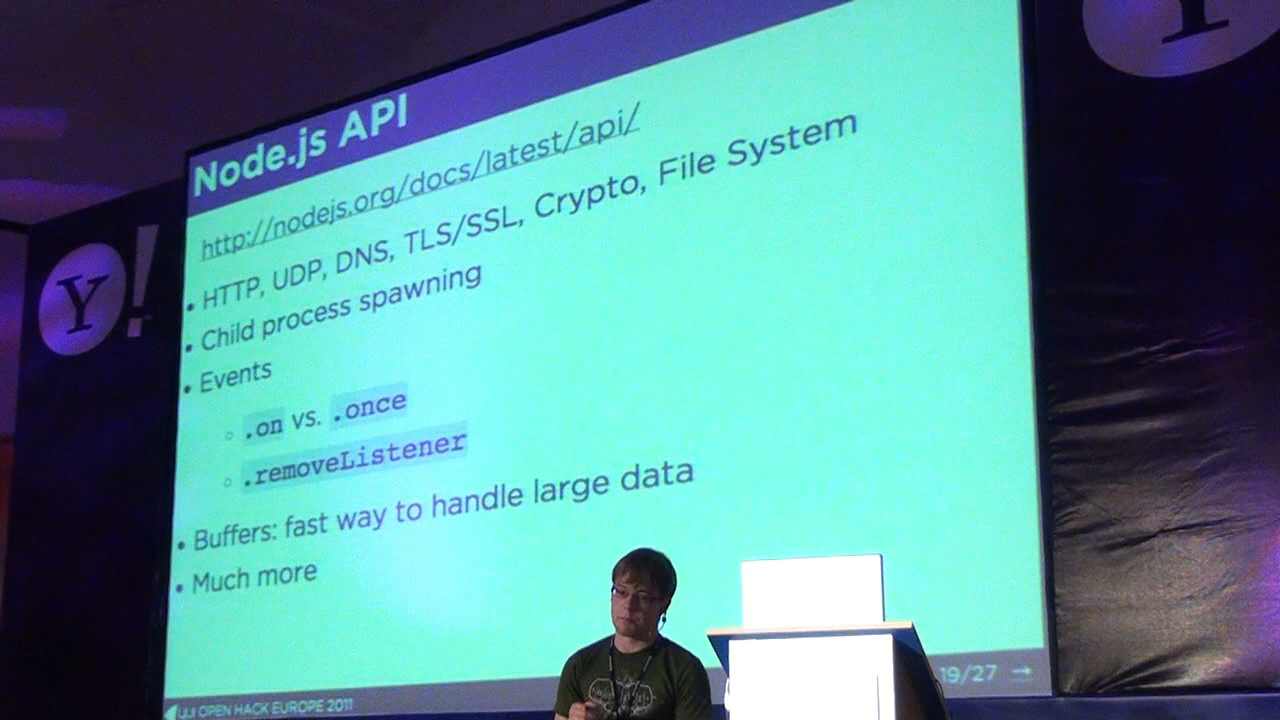 Node.js API
http://nodejs.org/docs/latest/api/
• HTTP, UDP, DNS, TLS/SSL, Crypto, File System
• Child process spawning
• Events
○ .on vs. .once
○ .removeListener
• Buffers: fast way to handle large data
• Much more
OPEN HACK EUROPE 2011
19/27 →
Y!
Y